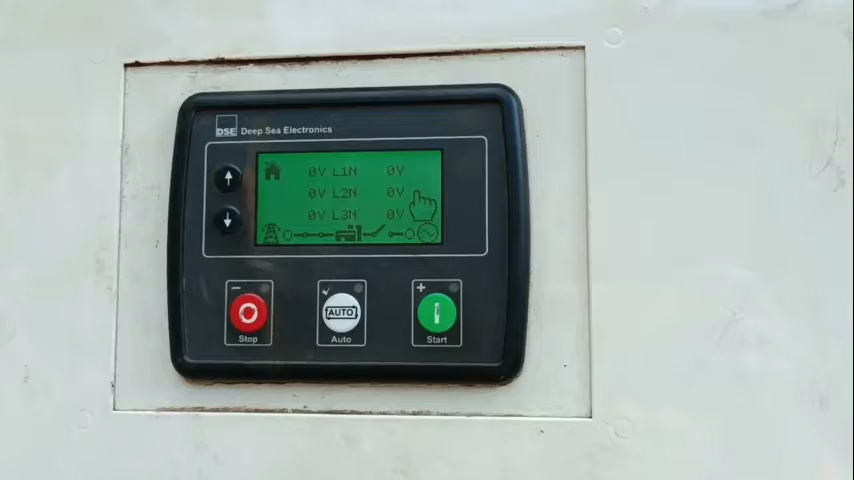 DSE Deep Sea Electronics
0V L1N 0V
0V L2N 0V
0V L3N 0V
− ✓ +
AUTO
Stop Auto Start